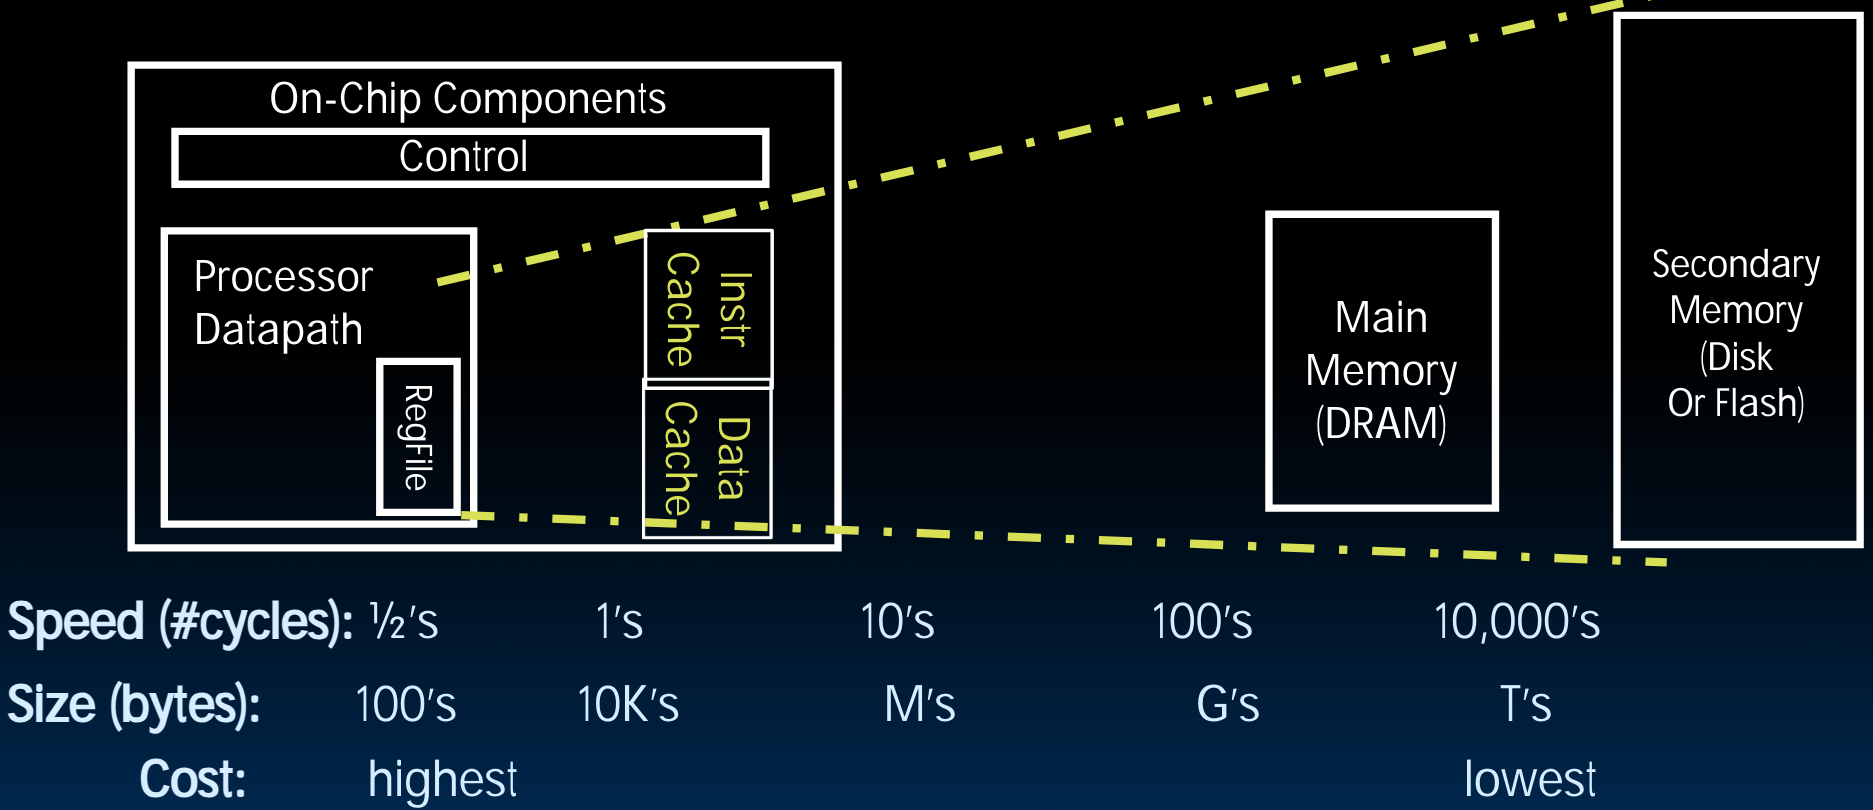 On-Chip Components
Control
Processor
Datapath
RegFile
Instr
Cache
Data
Cache
Main
Memory
(DRAM)
Secondary
Memory
(Disk
Or Flash)
Speed (#cycles): ½'s 1's 10's 100's 10,000's
Size (bytes): 100's 10K's M's G's T's
Cost: highest lowest